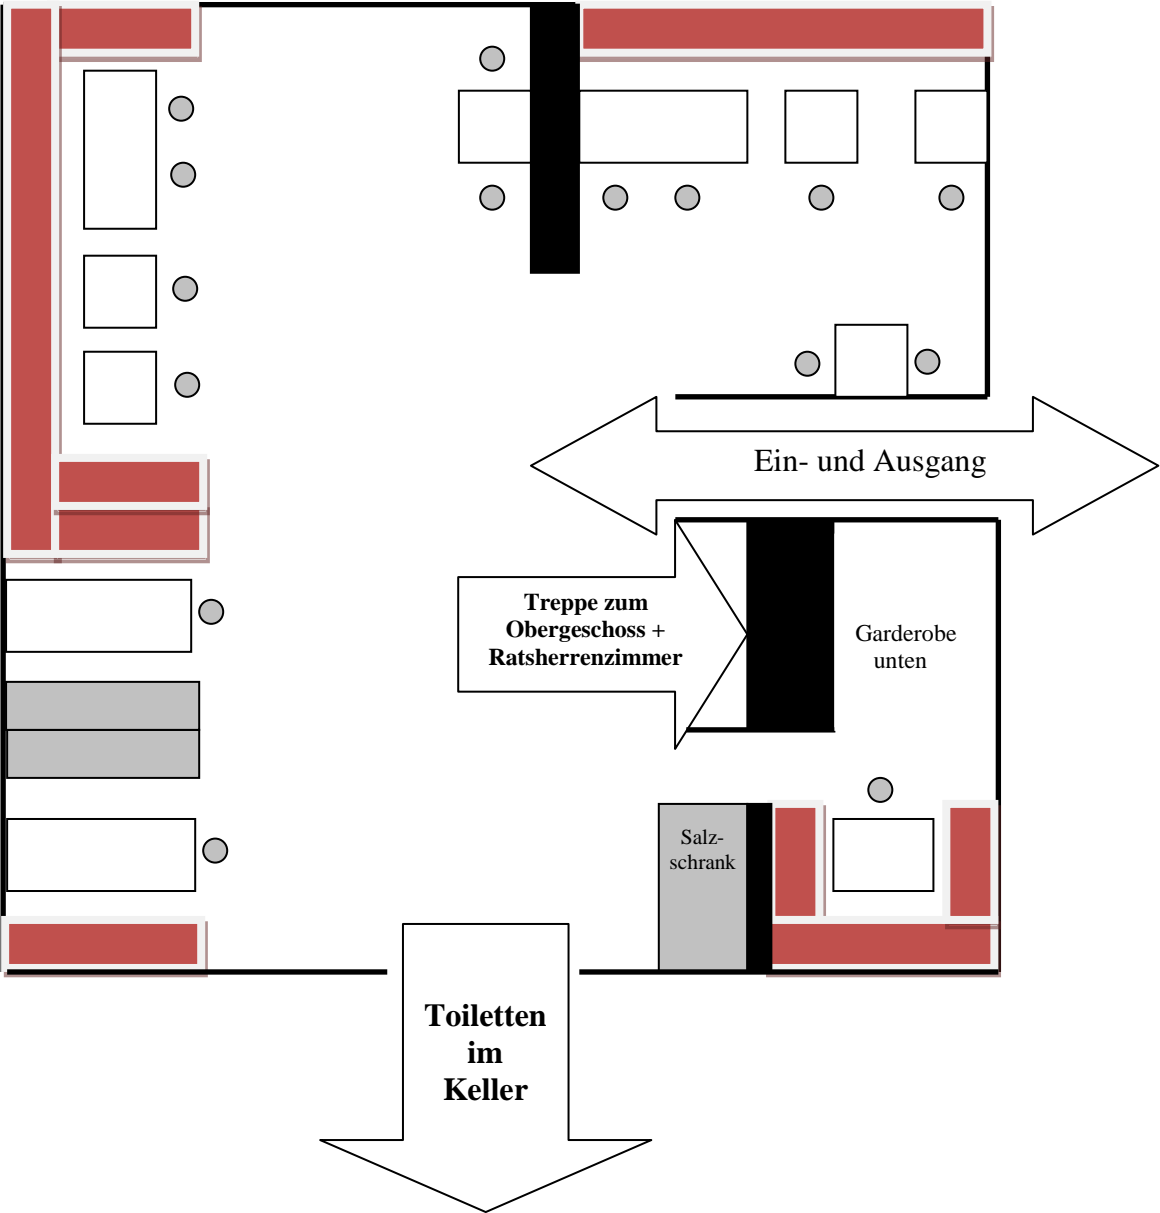 Ein- und Ausgang
Treppe zum
Obergeschoss +
Ratsherrenzimmer
Garderobe
unten
Salz-
schrank
Toiletten
im
Keller